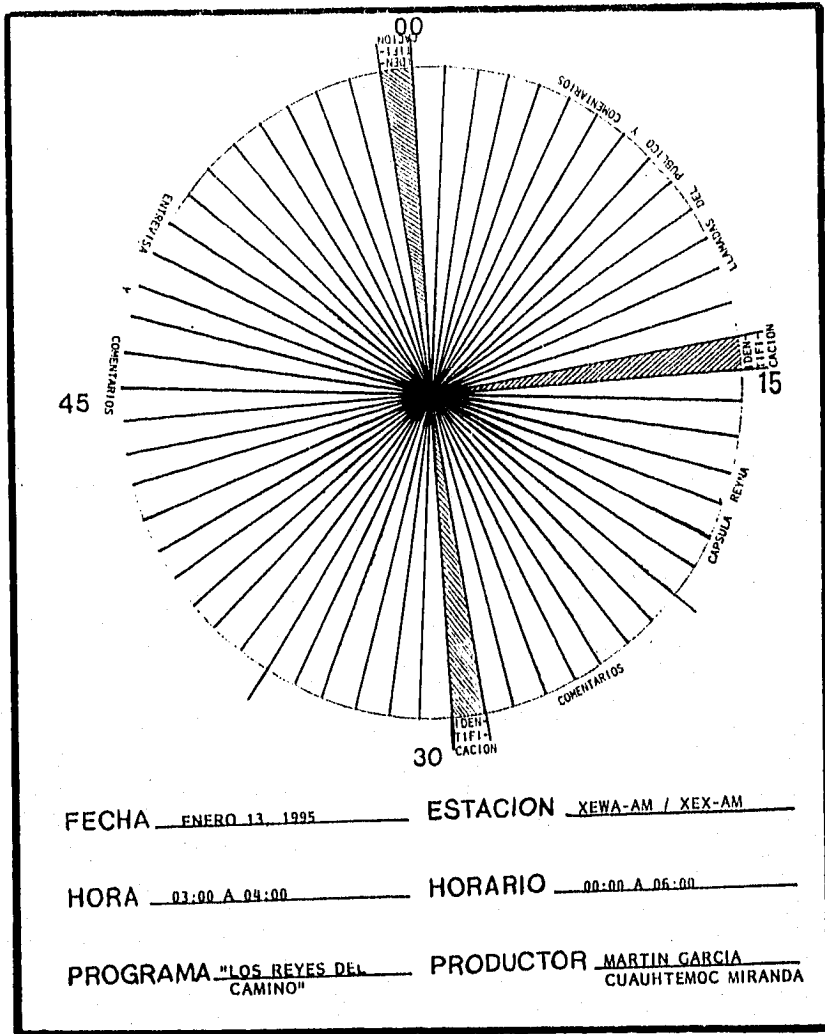 00
IDEN-
TIFI-
CACION
LLAMADAS DEL PUBLICO Y COMENTARIOS
IDEN-
TIFI-
CACION
15
CAPSULA REYNA
COMENTARIOS
IDEN-
TIFI-
CACION
30
45
COMENTARIOS
ENTREVISA
FECHA ENERO 13, 1995
ESTACION XEWA-AM / XEX-AM
HORA 03:00 A 04:00
HORARIO 00:00 A 06:00
PROGRAMA "LOS REYES DEL
CAMINO"
PRODUCTOR MARTIN GARCIA
CUAUHTEMOC MIRANDA